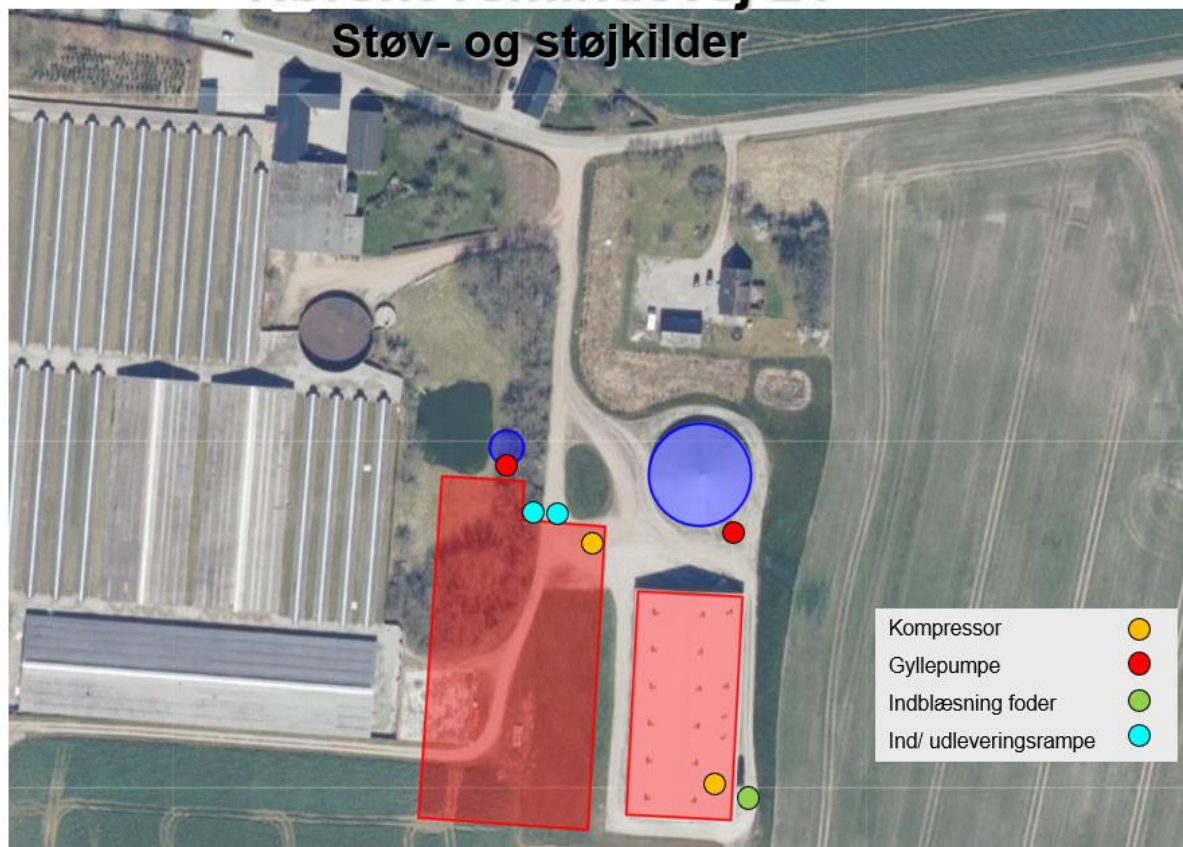 Støv- og støjkilder
Kompressor
Gyllepumpe
Indblæsning foder
Ind/ udleveringsrampe